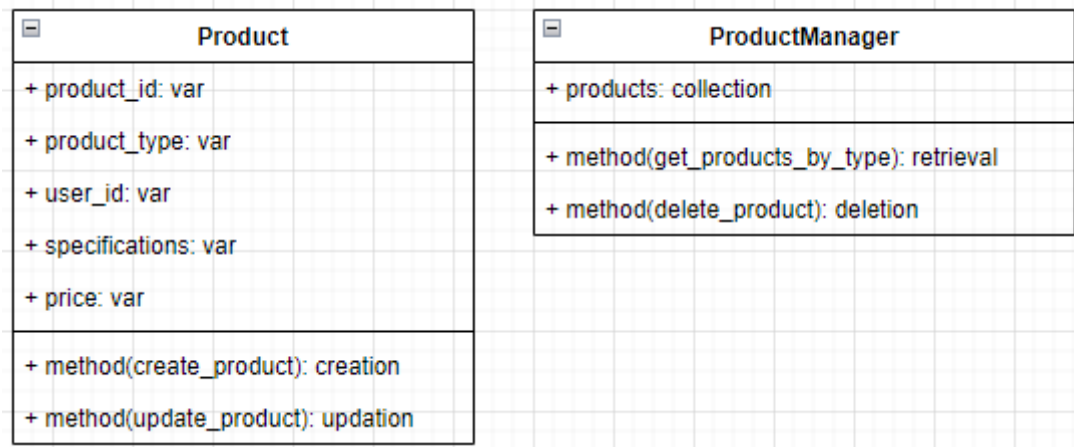 Product
+ product_id: var
+ product_type: var
+ user_id: var
+ specifications: var
+ price: var
+ method(create_product): creation
+ method(update_product): updation
ProductManager
+ products: collection
+ method(get_products_by_type): retrieval
+ method(delete_product): deletion